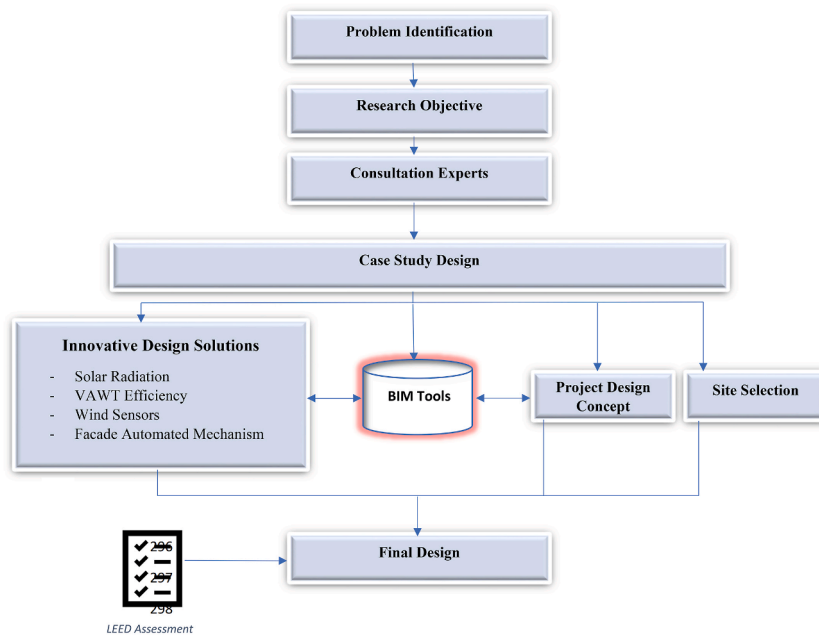 Problem Identification
Research Objective
Consultation Experts
Case Study Design
Innovative Design Solutions
- Solar Radiation
- VAWT Efficiency
- Wind Sensors
- Facade Automated Mechanism
BIM Tools
Project Design
Concept
Site Selection
Final Design
296
297
298
LEED Assessment